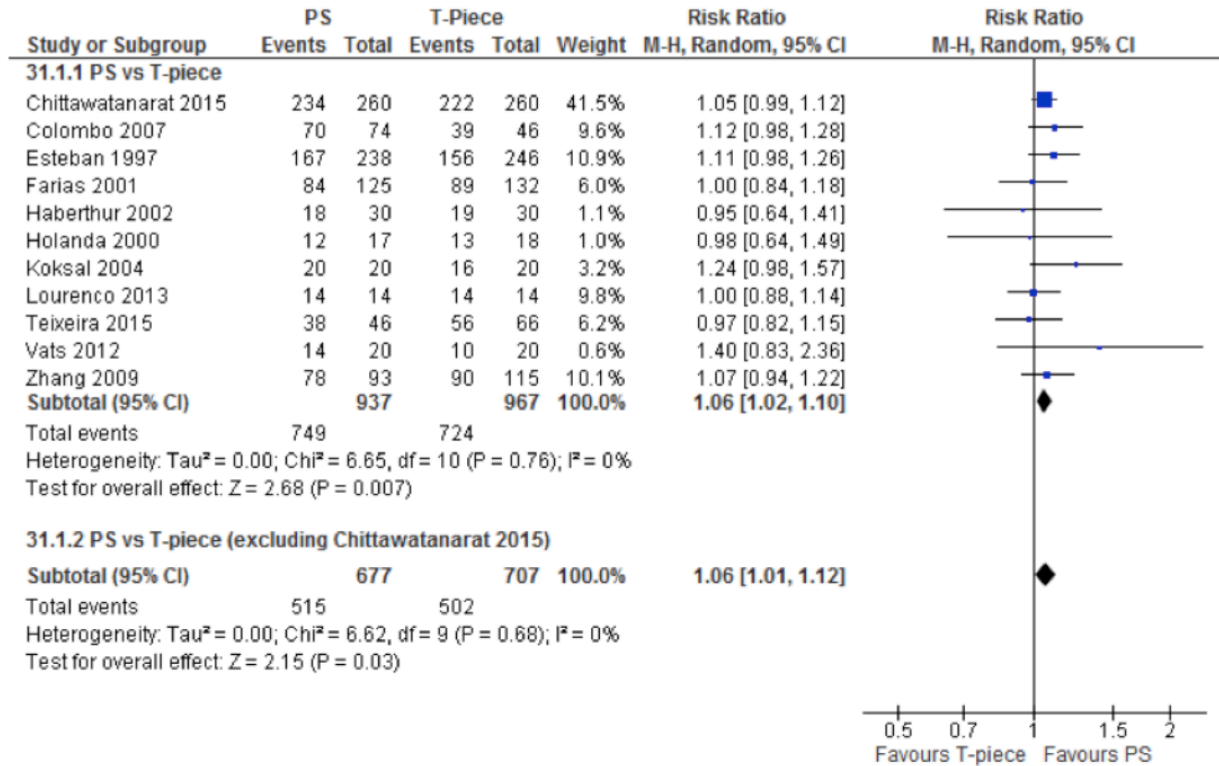 PS T-Piece Risk Ratio Risk Ratio
Study or Subgroup Events Total Events Total Weight M-H, Random, 95% CI M-H, Random, 95% CI
31.1.1 PS vs T-piece
Chittawatanarat 2015 234 260 222 260 41.5% 1.05 [0.99, 1.12]
Colombo 2007 70 74 39 46 9.6% 1.12 [0.98, 1.28]
Esteban 1997 167 238 156 246 10.9% 1.11 [0.98, 1.26]
Farias 2001 84 125 89 132 6.0% 1.00 [0.84, 1.18]
Haberthur 2002 18 30 19 30 1.1% 0.95 [0.64, 1.41]
Holanda 2000 12 17 13 18 1.0% 0.98 [0.64, 1.49]
Koksal 2004 20 20 16 20 3.2% 1.24 [0.98, 1.57]
Lourenco 2013 14 14 14 14 9.8% 1.00 [0.88, 1.14]
Teixeira 2015 38 46 56 66 6.2% 0.97 [0.82, 1.15]
Vats 2012 14 20 10 20 0.6% 1.40 [0.83, 2.36]
Zhang 2009 78 93 90 115 10.1% 1.07 [0.94, 1.22]
Subtotal (95% CI) 937 967 100.0% 1.06 [1.02, 1.10]
Total events 749 724
Heterogeneity: Tau² = 0.00; Chi² = 6.65, df = 10 (P = 0.76); I² = 0%
Test for overall effect: Z = 2.68 (P = 0.007)
31.1.2 PS vs T-piece (excluding Chittawatanarat 2015)
Subtotal (95% CI) 677 707 100.0% 1.06 [1.01, 1.12]
Total events 515 502
Heterogeneity: Tau² = 0.00; Chi² = 6.62, df = 9 (P = 0.68); I² = 0%
Test for overall effect: Z = 2.15 (P = 0.03)
0.5 0.7 1 1.5 2
Favours T-piece Favours PS